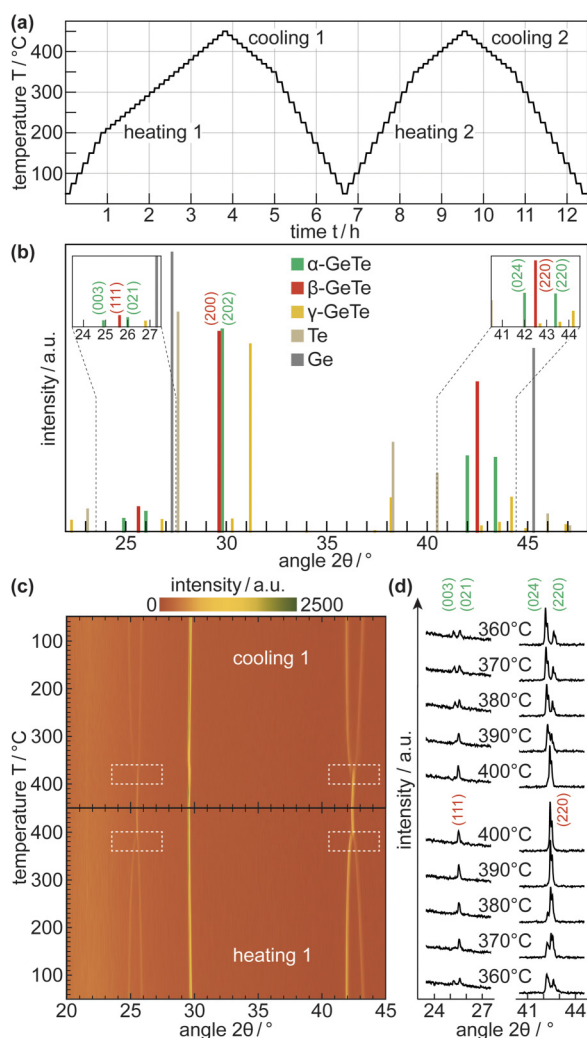 (a)
temperature T / °C
400
300
200
100
cooling 1
cooling 2
heating 1
heating 2
1 2 3 4 5 6 7 8 9 10 11 12
time t / h
(b)
intensity / a.u.
α-GeTe
β-GeTe
γ-GeTe
Te
Ge
(003)
(111)
(021)
24 25 26 27
(200)
(202)
(024)
(220)
(220)
41 42 43 44
25 30 35 40 45
angle 2θ / °
(c)
intensity / a.u.
0 2500
temperature T / °C
100
200
300
400
400
300
200
100
cooling 1
heating 1
20 25 30 35 40 45
angle 2θ / °
(d)
intensity / a.u.
(003)
(021)
(024)
(220)
360°C
370°C
380°C
390°C
400°C
(111)
(220)
400°C
390°C
380°C
370°C
360°C
24 27 41 44
angle 2θ / °